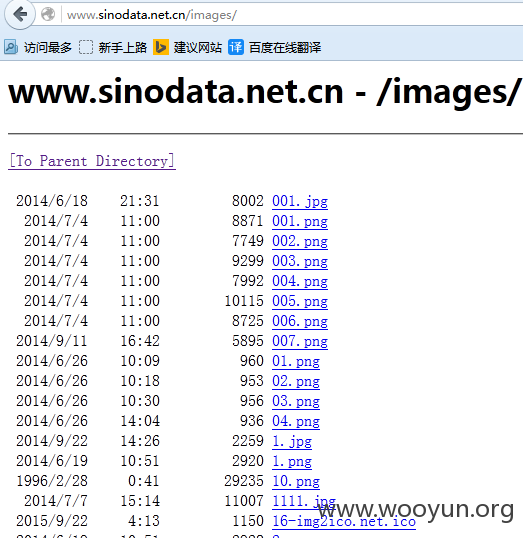 www.sinodata.net.cn/images/
访问最多 新手上路 建议网站 译 百度在线翻译
www.sinodata.net.cn - /images/
[To Parent Directory]
2014/6/18 21:31 8002 001.jpg
2014/7/4 11:00 8871 001.png
2014/7/4 11:00 7749 002.png
2014/7/4 11:00 9299 003.png
2014/7/4 11:00 7992 004.png
2014/7/4 11:00 10115 005.png
2014/7/4 11:00 8725 006.png
2014/9/11 16:42 5895 007.png
2014/6/26 10:09 960 01.png
2014/6/26 10:18 953 02.png
2014/6/26 10:30 956 03.png
2014/6/26 14:04 936 04.png
2014/9/22 14:26 2259 1.jpg
2014/6/19 10:51 2920 1.png
1996/2/28 0:41 29235 10.png
2014/7/7 15:14 11007 1111.jpg
www.wooyun.org
2015/9/22 4:13 1150 16-img2ico.net.ico